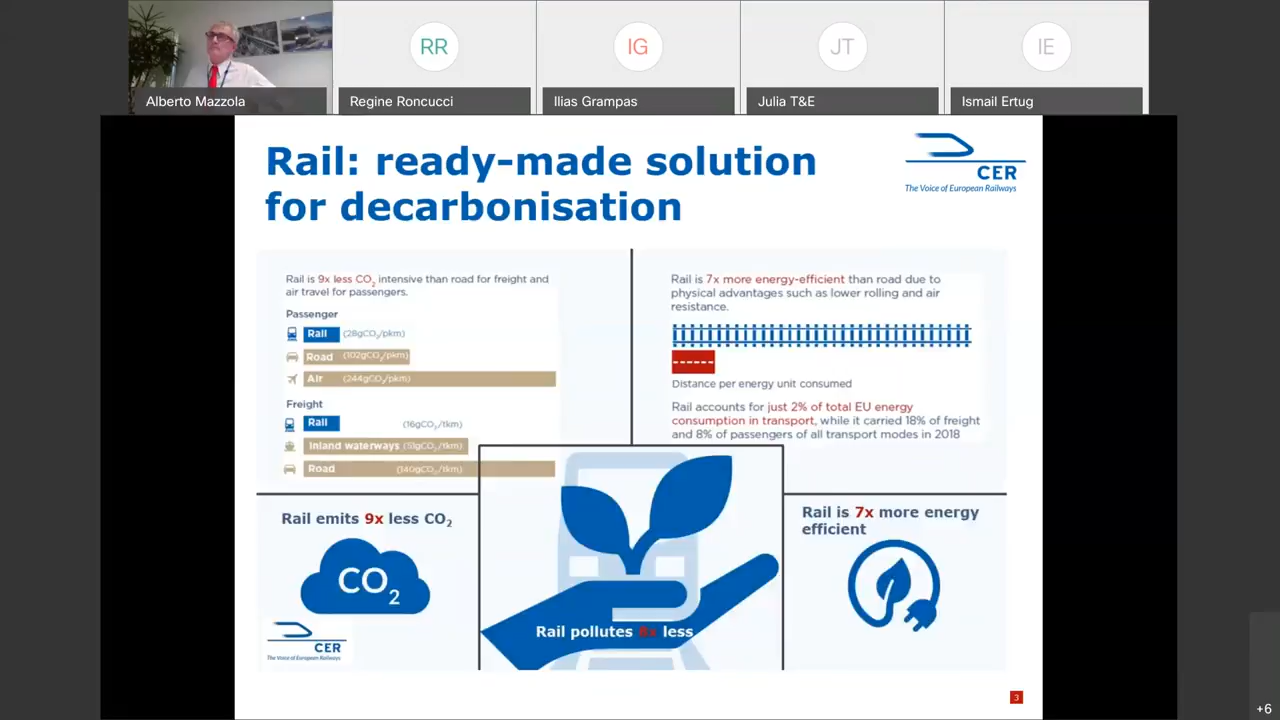 RR
IG
JT
IE
Alberto Mazzola
Regine Roncucci
Ilias Grampas
Julia T&E
Ismail Ertug
Rail: ready-made solution
for decarbonisation
CER
The Voice of European Railways
Rail is 9x less CO₂ intensive than road for freight and
air travel for passengers.
Passenger
Rail (28gCO₂/pkm)
Road (102gCO₂/pkm)
Air (244gCO₂/pkm)
Freight
Rail (16gCO₂/tkm)
Inland waterways (51gCO₂/tkm)
Road (140gCO₂/tkm)
Rail is 7x more energy-efficient than road due to
physical advantages such as lower rolling and air
resistance.
Distance per energy unit consumed
Rail accounts for just 2% of total EU energy
consumption in transport, while it carried 18% of freight
and 8% of passengers of all transport modes in 2018
Rail emits 9x less CO₂
CO₂
CER
The Voice of European Railways
Rail pollutes 8x less
Rail is 7x more energy
efficient
3
+6